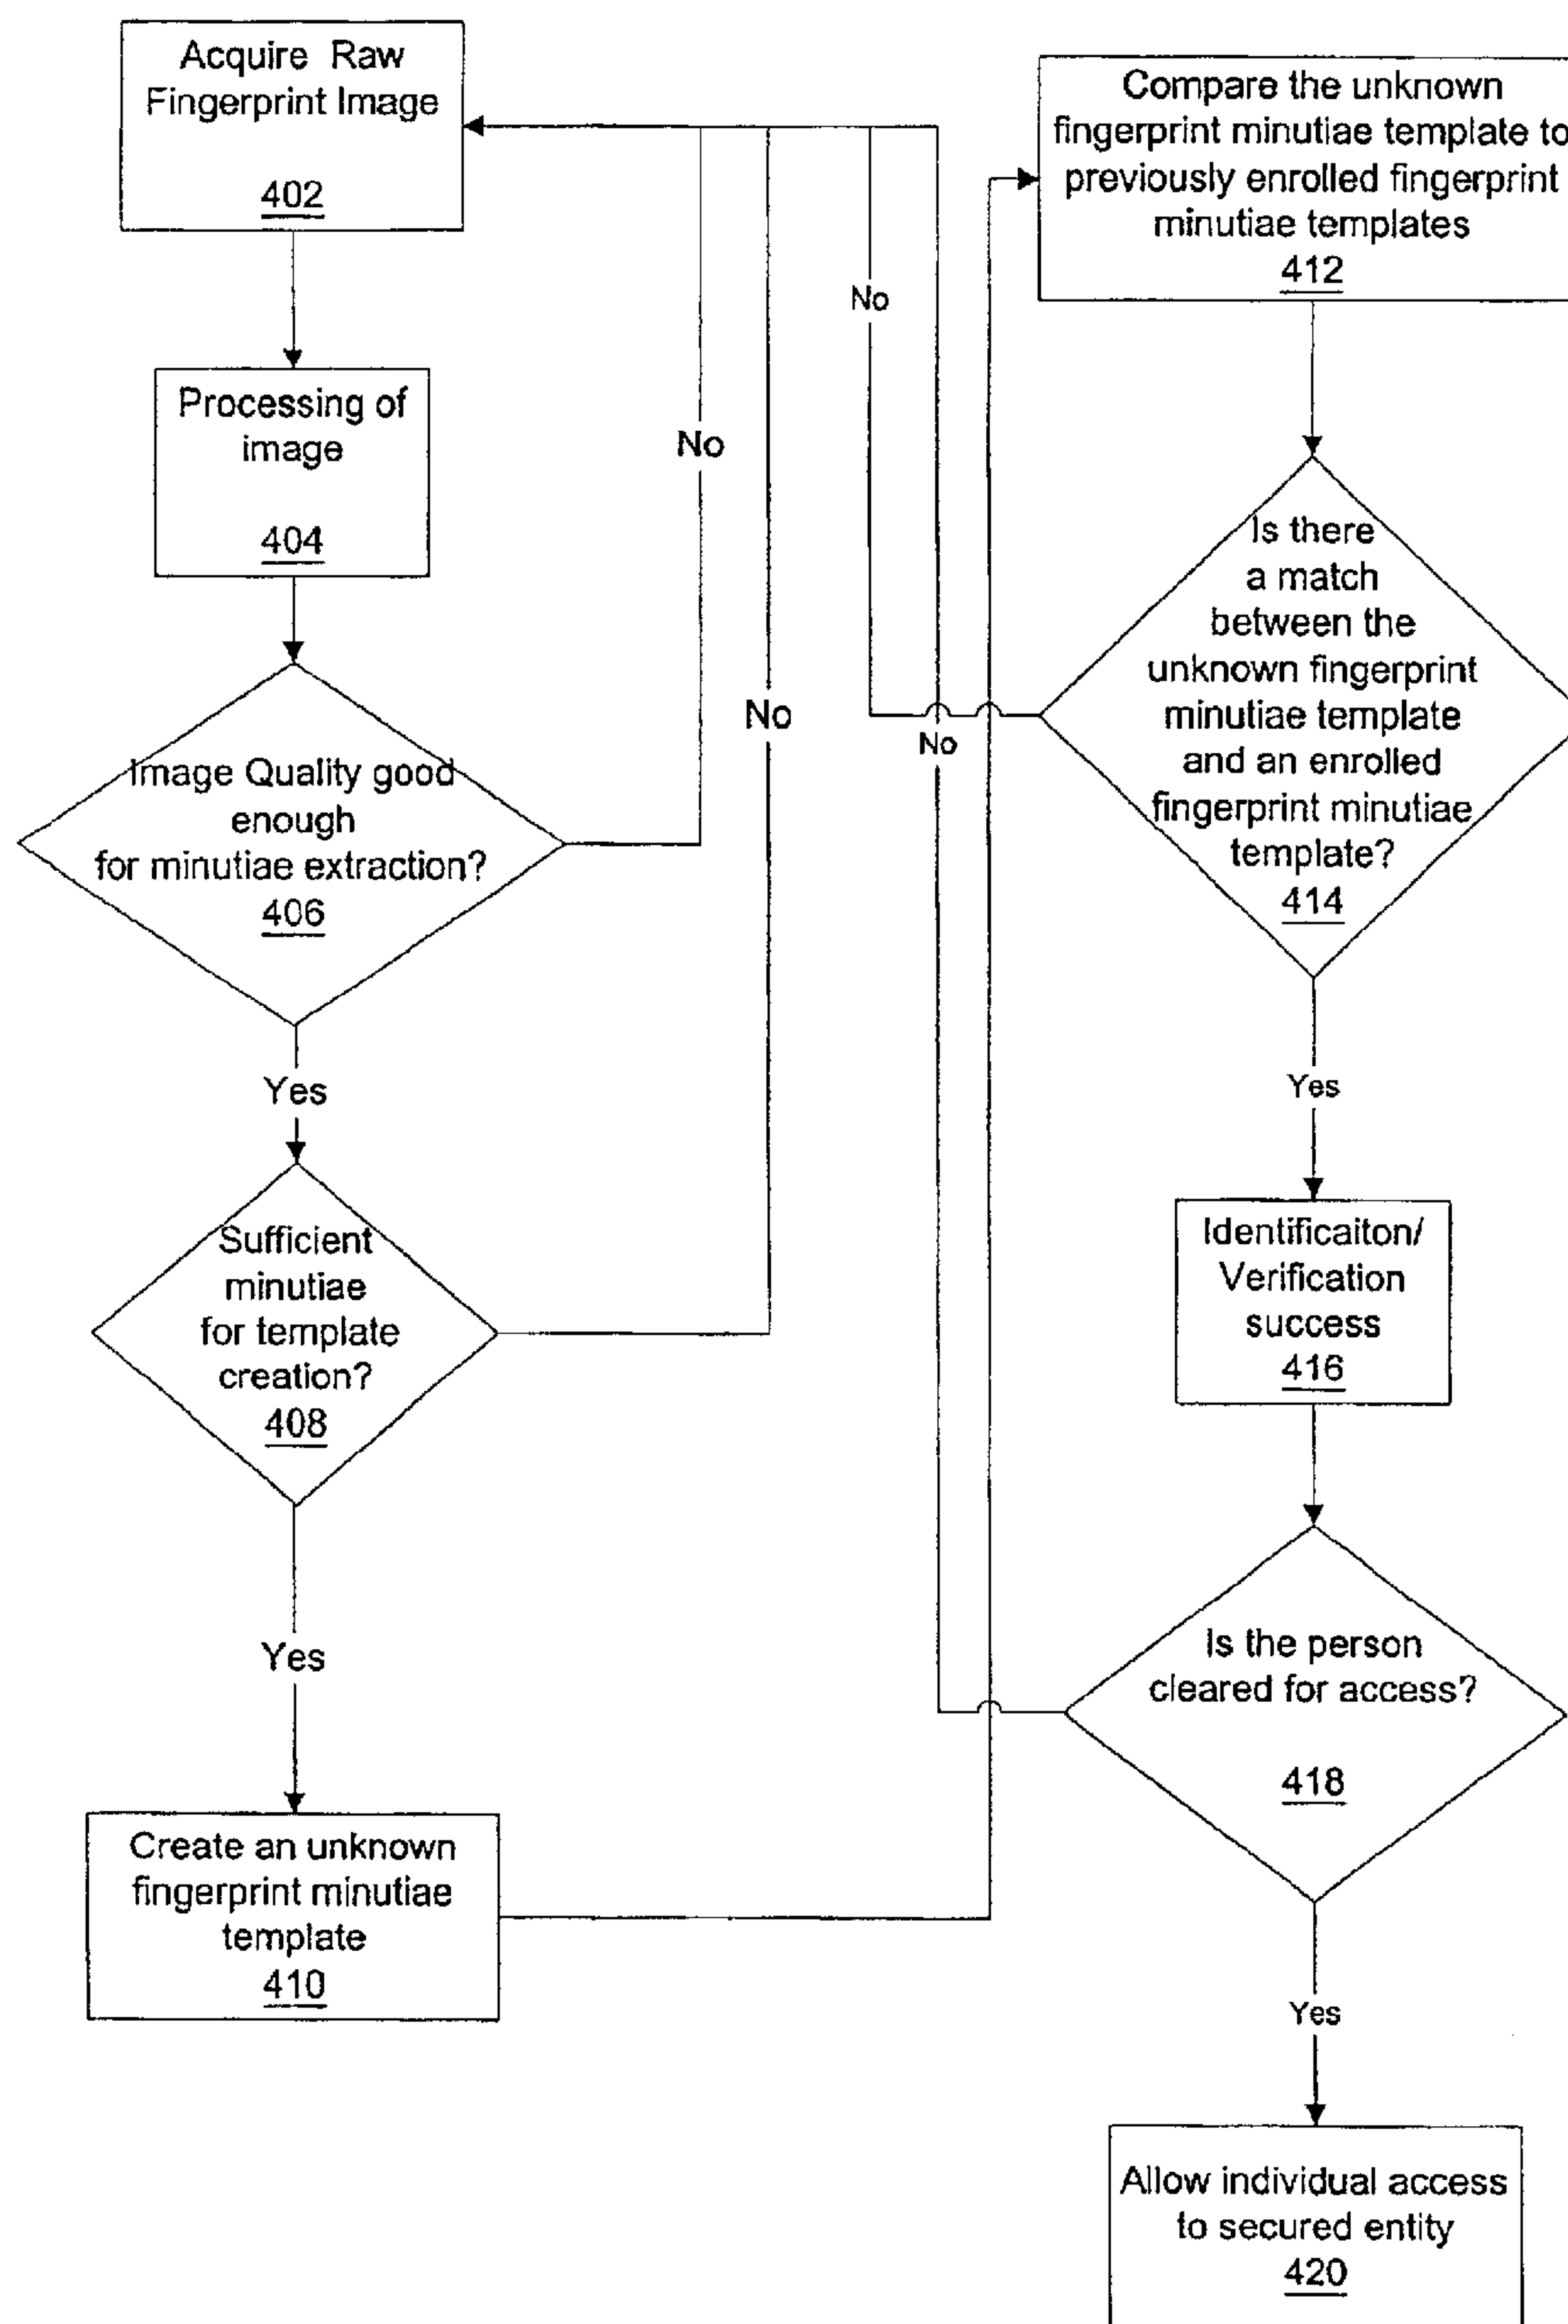 Acquire Raw
Fingerprint Image
402
Processing of
image
404
Image Quality good
enough
for minutiae extraction?
406
No
Yes
Sufficient
minutiae
for template
creation?
408
No
Yes
Create an unknown
fingerprint minutiae
template
410
Compare the unknown
fingerprint minutiae template to
previously enrolled fingerprint
minutiae templates
412
Is there
a match
between the
unknown fingerprint
minutiae template
and an enrolled
fingerprint minutiae
template?
414
No
Yes
Identificaiton/
Verification
success
416
Is the person
cleared for access?
418
No
Yes
Allow individual access
to secured entity
420